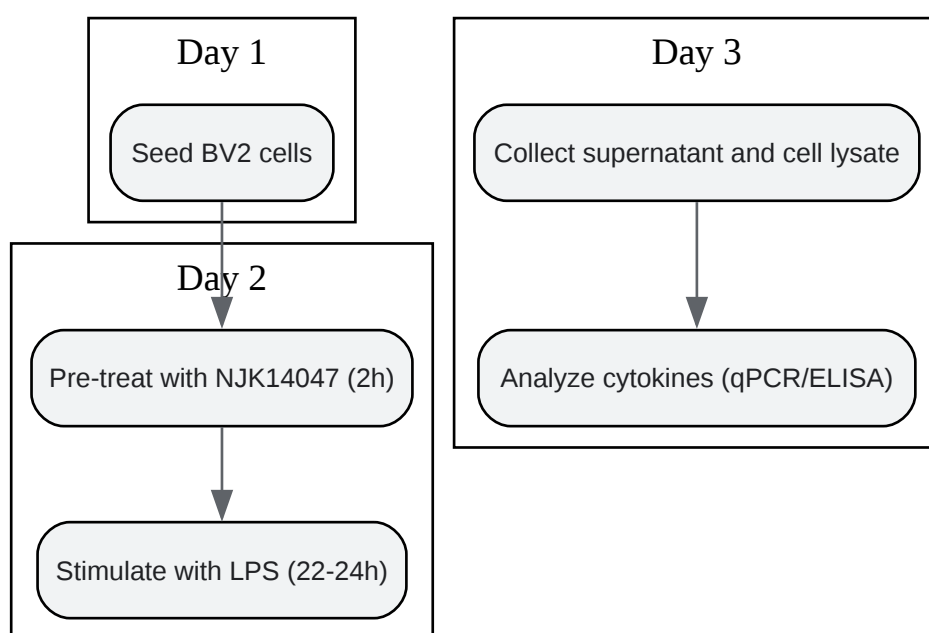 Day 1
Seed BV2 cells
Day 2
Pre-treat with NJK14047 (2h)
Stimulate with LPS (22-24h)
Day 3
Collect supernatant and cell lysate
Analyze cytokines (qPCR/ELISA)